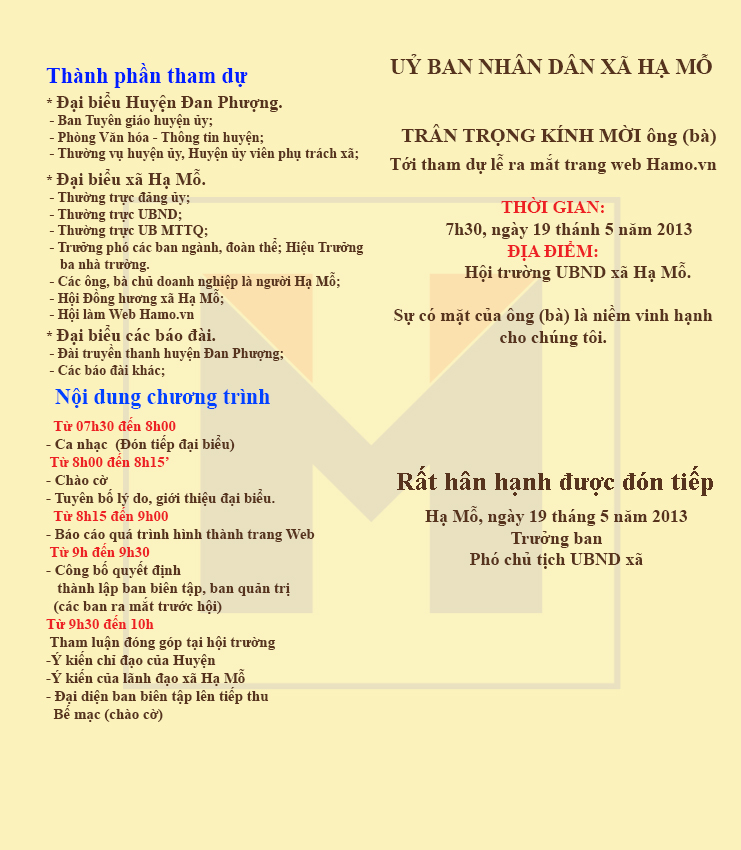 Thành phần tham dự
* Đại biểu Huyện Đan Phượng.
- Ban Tuyên giáo huyện ủy;
- Phòng Văn hóa - Thông tin huyện;
- Thường vụ huyện ủy, Huyện ủy viên phụ trách xã;
* Đại biểu xã Hạ Mỗ.
- Thường trực đảng ủy;
- Thường trực UBND;
- Thường trực UB MTTQ;
- Trưởng phó các ban ngành, đoàn thể; Hiệu Trưởng
ba nhà trường.
- Các ông, bà chủ doanh nghiệp là người Hạ Mỗ;
- Hội Đồng hương xã Hạ Mỗ;
- Hội làm Web Hamo.vn
* Đại biểu các báo đài.
- Đài truyền thanh huyện Đan Phượng;
- Các báo đài khác;
Nội dung chương trình
Từ 07h30 đến 8h00
- Ca nhạc (Đón tiếp đại biểu)
Từ 8h00 đến 8h15’
- Chào cờ
- Tuyên bố lý do, giới thiệu đại biểu.
Từ 8h15 đến 9h00
- Báo cáo quá trình hình thành trang Web
Từ 9h đến 9h30
- Công bố quyết định
thành lập ban biên tập, ban quản trị
(các ban ra mắt trước hội)
Từ 9h30 đến 10h
Tham luận đóng góp tại hội trường
-Ý kiến chỉ đạo của Huyện
-Ý kiến của lãnh đạo xã Hạ Mỗ
- Đại diện ban biên tập lên tiếp thu
Bế mạc (chào cờ)
UỶ BAN NHÂN DÂN XÃ HẠ MỖ
TRÂN TRỌNG KÍNH MỜI ông (bà)
Tới tham dự lễ ra mắt trang web Hamo.vn
THỜI GIAN:
7h30, ngày 19 thánh 5 năm 2013
ĐỊA ĐIỂM:
Hội trường UBND xã Hạ Mỗ.
Sự có mặt của ông (bà) là niềm vinh hạnh
cho chúng tôi.
Rất hân hạnh được đón tiếp
Hạ Mỗ, ngày 19 tháng 5 năm 2013
Trưởng ban
Phó chủ tịch UBND xã